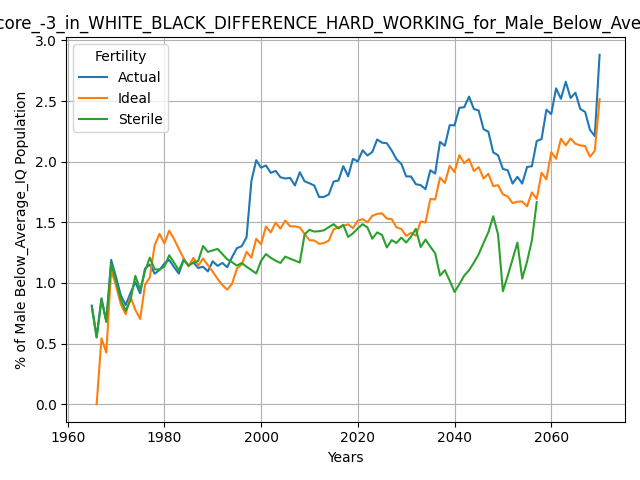 core_-3_in_WHITE_BLACK_DIFFERENCE_HARD_WORKING_for_Male_Below_Ave
Fertility
Actual
Ideal
Sterile
3.0
2.5
2.0
1.5
1.0
0.5
0.0
% of Male Below_Average_IQ Population
1960
1980
2000
2020
2040
2060
Years